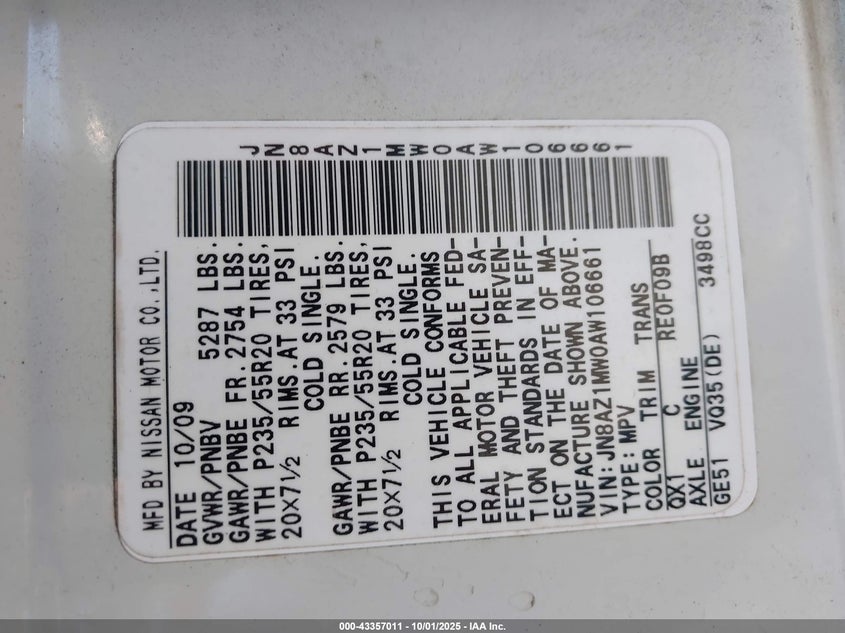 MFD BY NISSAN MOTOR CO.,LTD.
DATE 10/09
GVWR/PNBV 5287 LBS.
GAWR/PNBE FR. 2754 LBS.
WITH P235/55R20 TIRES,
20X7½ RIMS.AT 33 PSI
COLD SINGLE.
GAWR/PNBE RR. 2579 LBS.
WITH P235/55R20 TIRES,
20X7½ RIMS.AT 33 PSI
COLD SINGLE.
THIS VEHICLE CONFORMS
TO ALL APPLICABLE FED-
ERAL MOTOR VEHICLE SA-
FETY AND THEFT PREVEN-
TION STANDARDS IN EFF-
ECT ON THE DATE OF MA-
NUFACTURE SHOWN ABOVE.
VIN: JN8AZ1MW0AW106661
TYPE: MPV
COLOR TRIM TRANS
QX1 C RE0F09B
AXLE ENGINE
GE51 VQ35(DE) 3498CC
JN8AZ1MW0AW106661
000-43357011 - 10/01/2025 - IAA Inc.